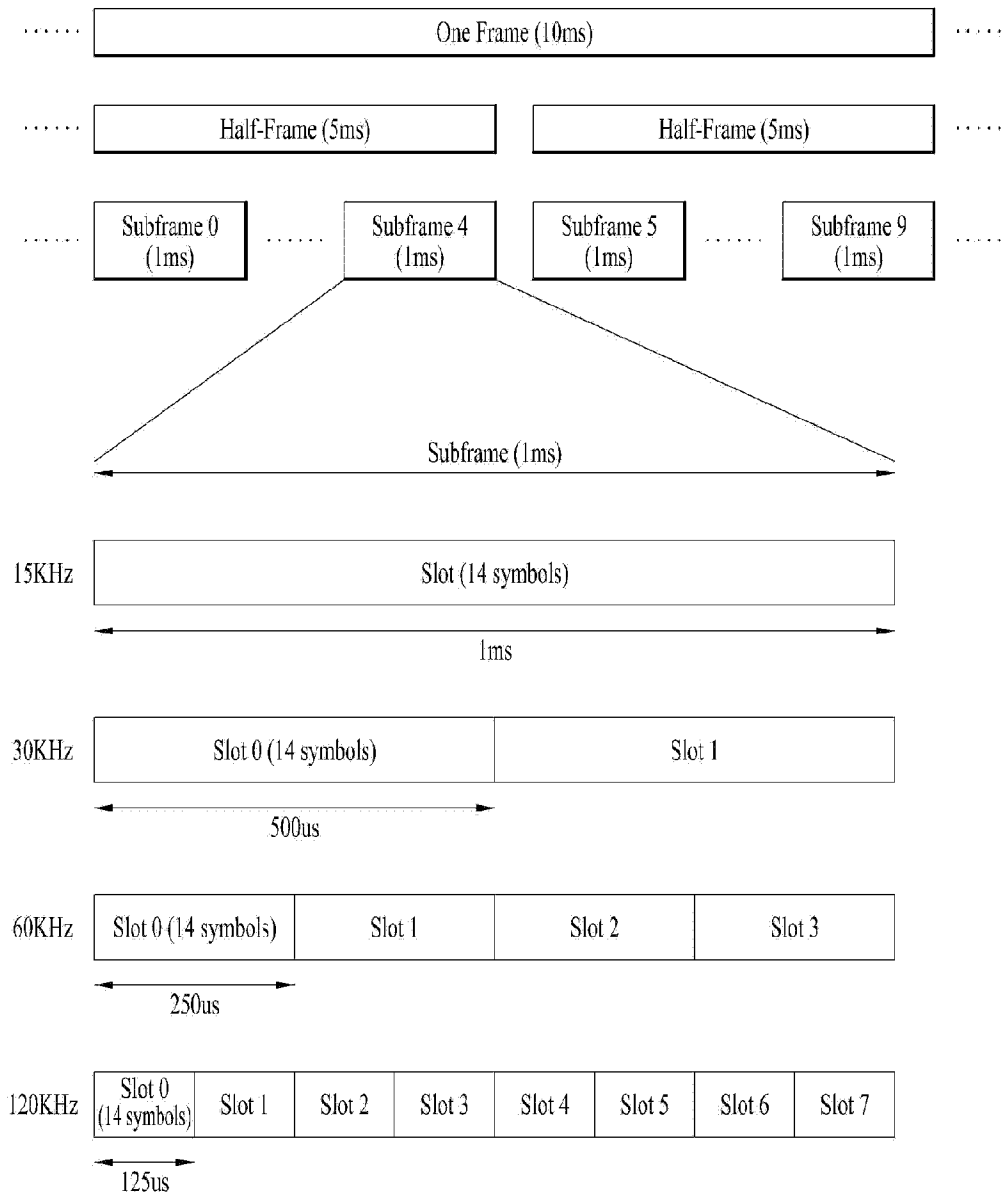 One Frame (10ms)
Half-Frame (5ms)
Half-Frame (5ms)
Subframe 0
(1ms)
Subframe 4
(1ms)
Subframe 5
(1ms)
Subframe 9
(1ms)
Subframe (1ms)
15KHz
Slot (14 symbols)
1ms
30KHz
Slot 0 (14 symbols)
Slot 1
500us
60KHz
Slot 0 (14 symbols)
Slot 1
Slot 2
Slot 3
250us
120KHz
Slot 0
(14 symbols)
Slot 1
Slot 2
Slot 3
Slot 4
Slot 5
Slot 6
Slot 7
125us